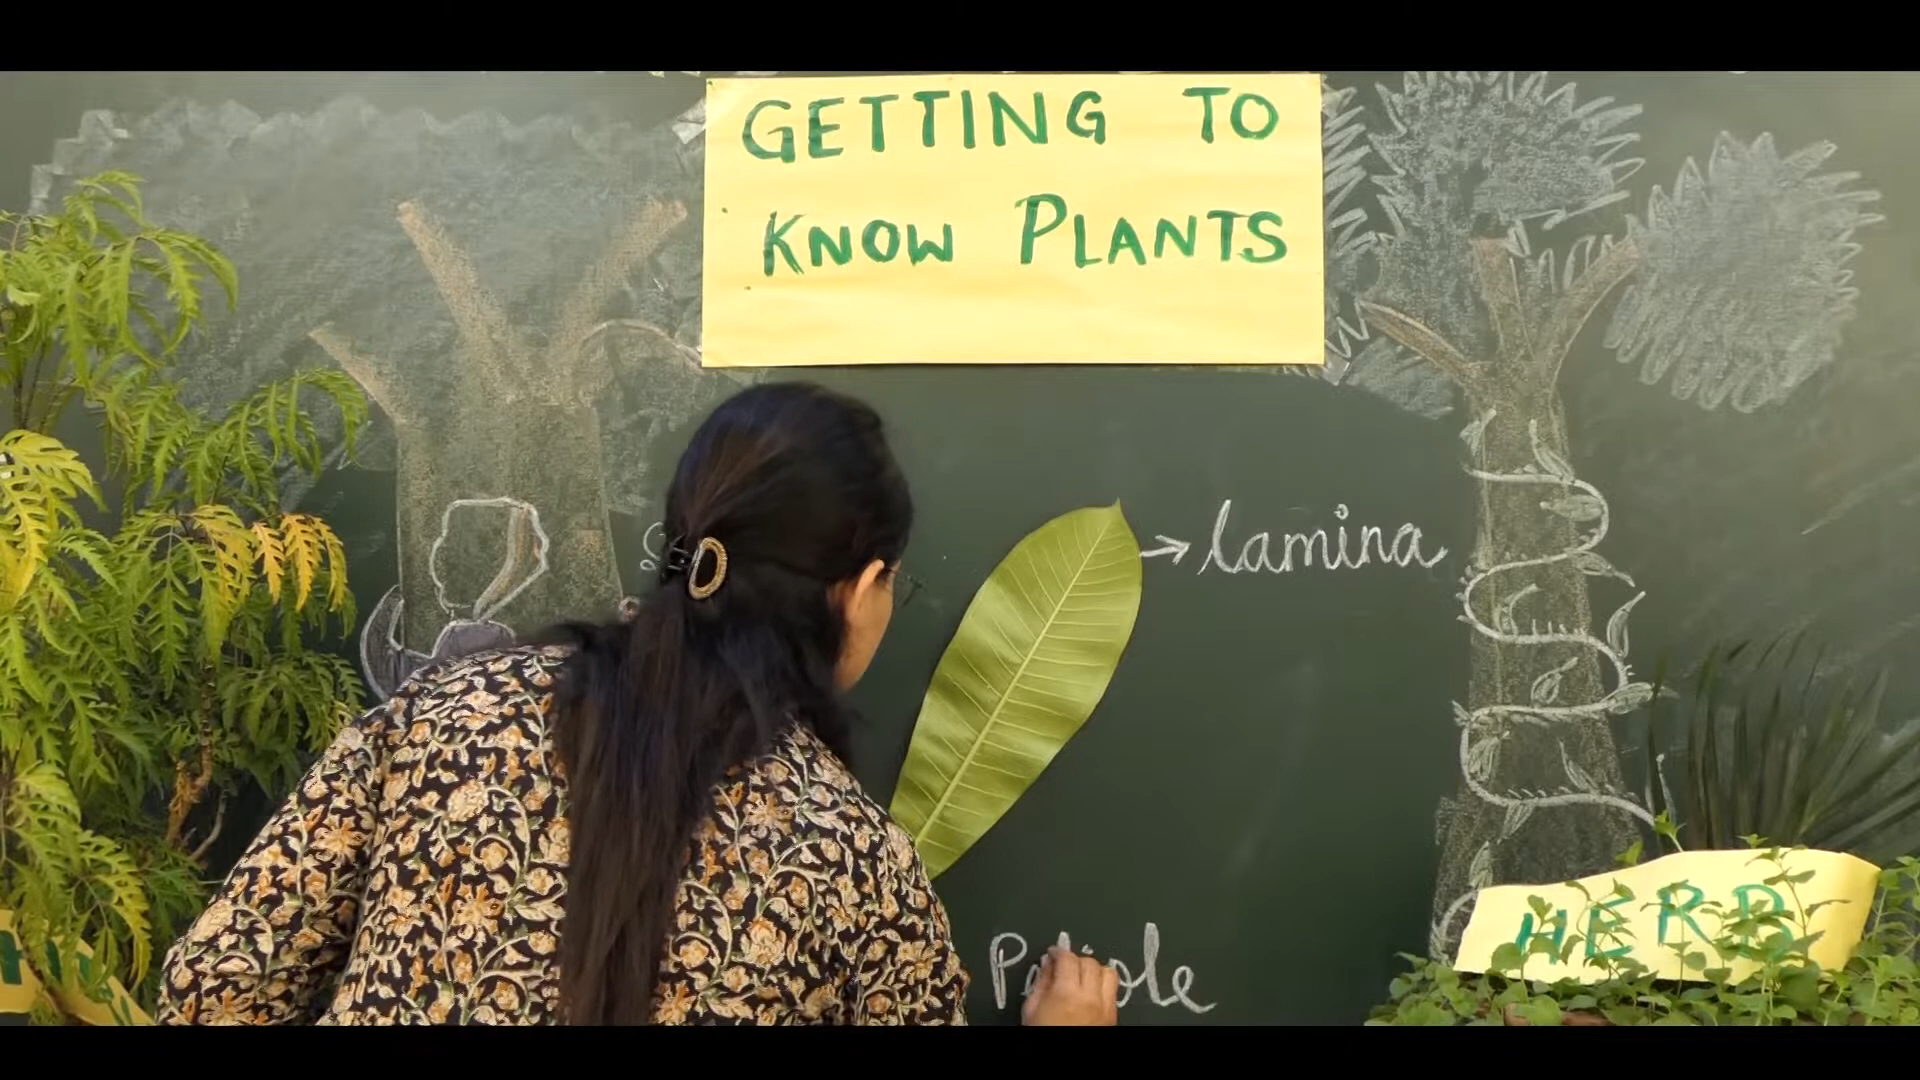 GETTING TO
KNOW PLANTS
lamina
Petiole
HERB